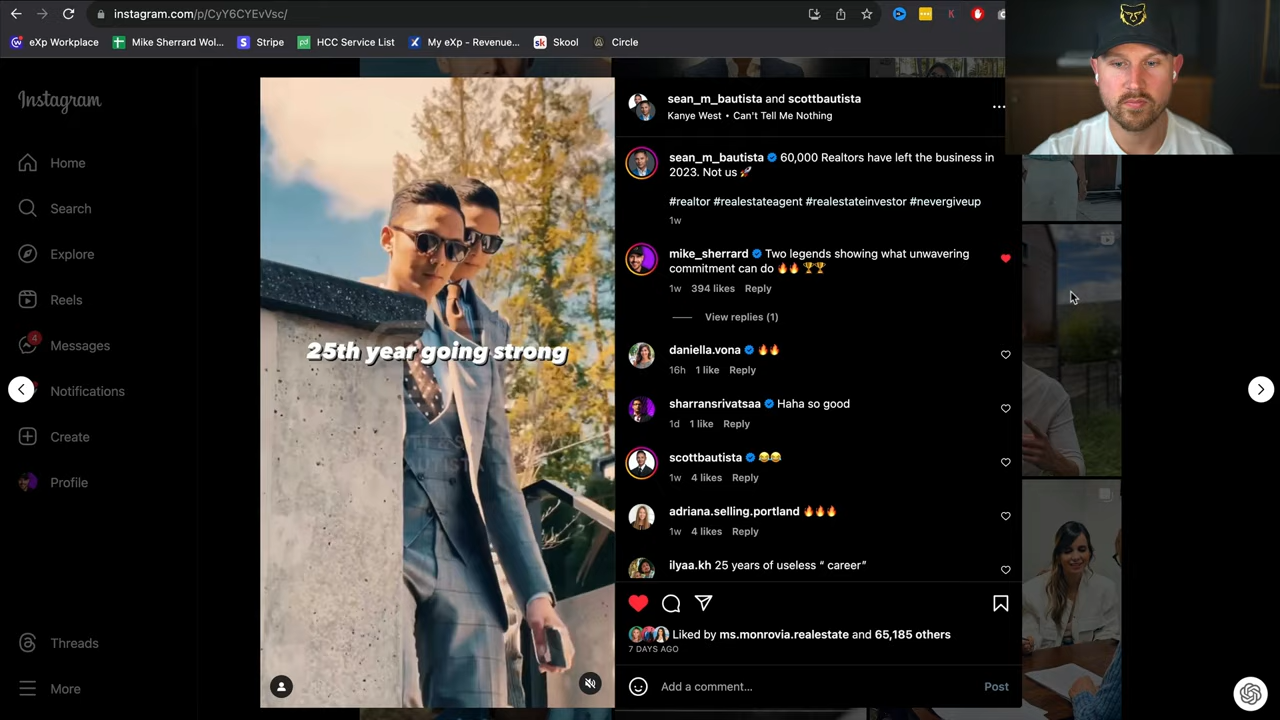 instagram.com/p/CyY6CYEvVsc/
eXp Workplace
Mike Sherrard Wol...
Stripe
HCC Service List
My eXp - Revenue...
Skool
Circle
Instagram
Home
Search
Explore
Reels
4
Messages
Notifications
Create
Profile
Threads
More
25th year going strong
sean_m_bautista and scottbautista
Kanye West • Can't Tell Me Nothing
sean_m_bautista 60,000 Realtors have left the business in
2023. Not us 🚀
#realtor #realestateagent #realestateinvestor #nevergiveup
1w
mike_sherrard Two legends showing what unwavering
commitment can do 🔥🔥 🏆🏆
1w 394 likes Reply
View replies (1)
daniella.vona 🔥🔥
16h 1 like Reply
sharransrivatsaa Haha so good
1d 1 like Reply
scottbautista 😂😂
1w 4 likes Reply
adriana.selling.portland 🔥🔥🔥
1w 4 likes Reply
ilyaa.kh 25 years of useless “ career”
Liked by ms.monrovia.realestate and 65,185 others
7 DAYS AGO
Add a comment...
Post